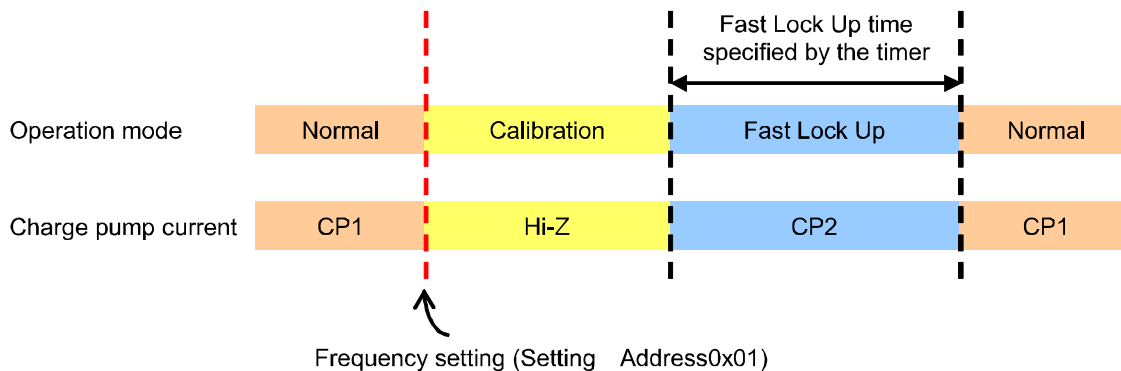 Fast Lock Up time
specified by the timer
Operation mode
Normal
Calibration
Fast Lock Up
Normal
Charge pump current
CP1
Hi-Z
CP2
CP1
Frequency setting (Setting Address0x01)